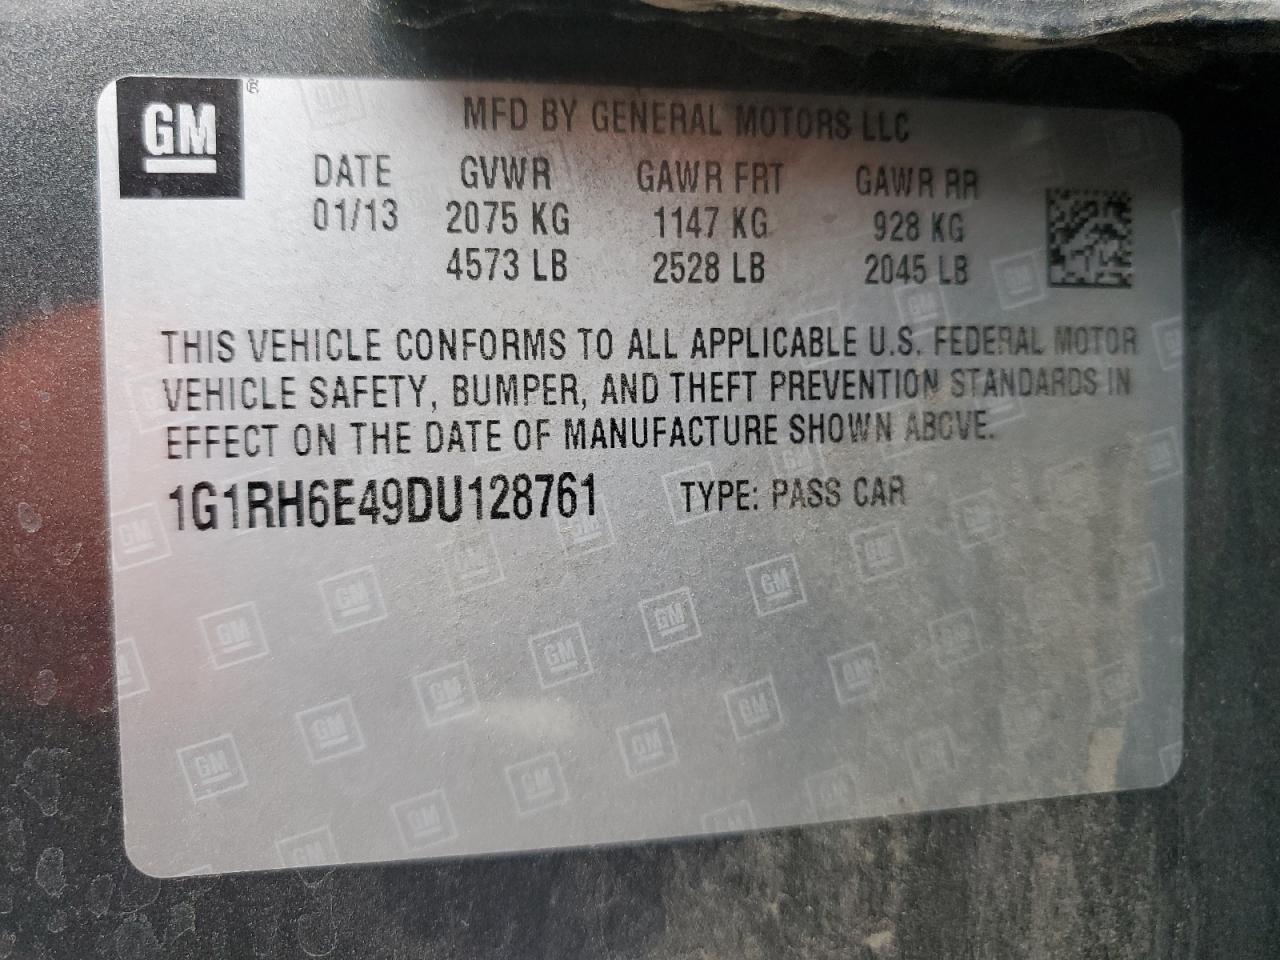 GM ®
MFD BY GENERAL MOTORS LLC
DATE GVWR GAWR FRT GAWR RR
01/13 2075 KG 1147 KG 928 KG
4573 LB 2528 LB 2045 LB
THIS VEHICLE CONFORMS TO ALL APPLICABLE U.S. FEDERAL MOTOR
VEHICLE SAFETY, BUMPER, AND THEFT PREVENTION STANDARDS IN
EFFECT ON THE DATE OF MANUFACTURE SHOWN ABOVE.
1G1RH6E49DU128761 TYPE: PASS CAR